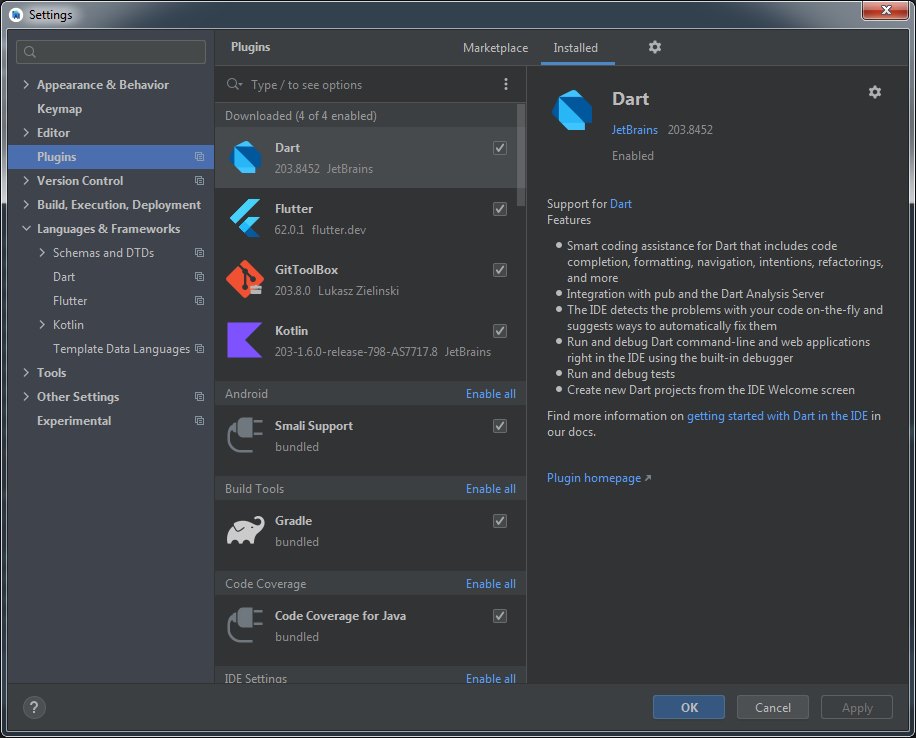 Settings
Appearance & Behavior
Keymap
Editor
Plugins
Version Control
Build, Execution, Deployment
Languages & Frameworks
Schemas and DTDs
Dart
Flutter
Kotlin
Template Data Languages
Tools
Other Settings
Experimental
Plugins
Marketplace
Installed
Type / to see options
Downloaded (4 of 4 enabled)
Dart
203.8452 JetBrains
Flutter
62.0.1 flutter.dev
GitToolBox
203.8.0 Lukasz Zielinski
Kotlin
203-1.6.0-release-798-AS7717.8 JetBrains
Android Enable all
Smali Support
bundled
Build Tools Enable all
Gradle
bundled
Code Coverage Enable all
Code Coverage for Java
bundled
IDE Settings Enable all
Dart
JetBrains 203.8452
Enabled
Support for Dart
Features
• Smart coding assistance for Dart that includes code
completion, formatting, navigation, intentions, refactorings,
and more
• Integration with pub and the Dart Analysis Server
• The IDE detects the problems with your code on-the-fly and
suggests ways to automatically fix them
• Run and debug Dart command-line and web applications
right in the IDE using the built-in debugger
• Run and debug tests
• Create new Dart projects from the IDE Welcome screen
Find more information on getting started with Dart in the IDE in
our docs.
Plugin homepage ↗
?
OK
Cancel
Apply